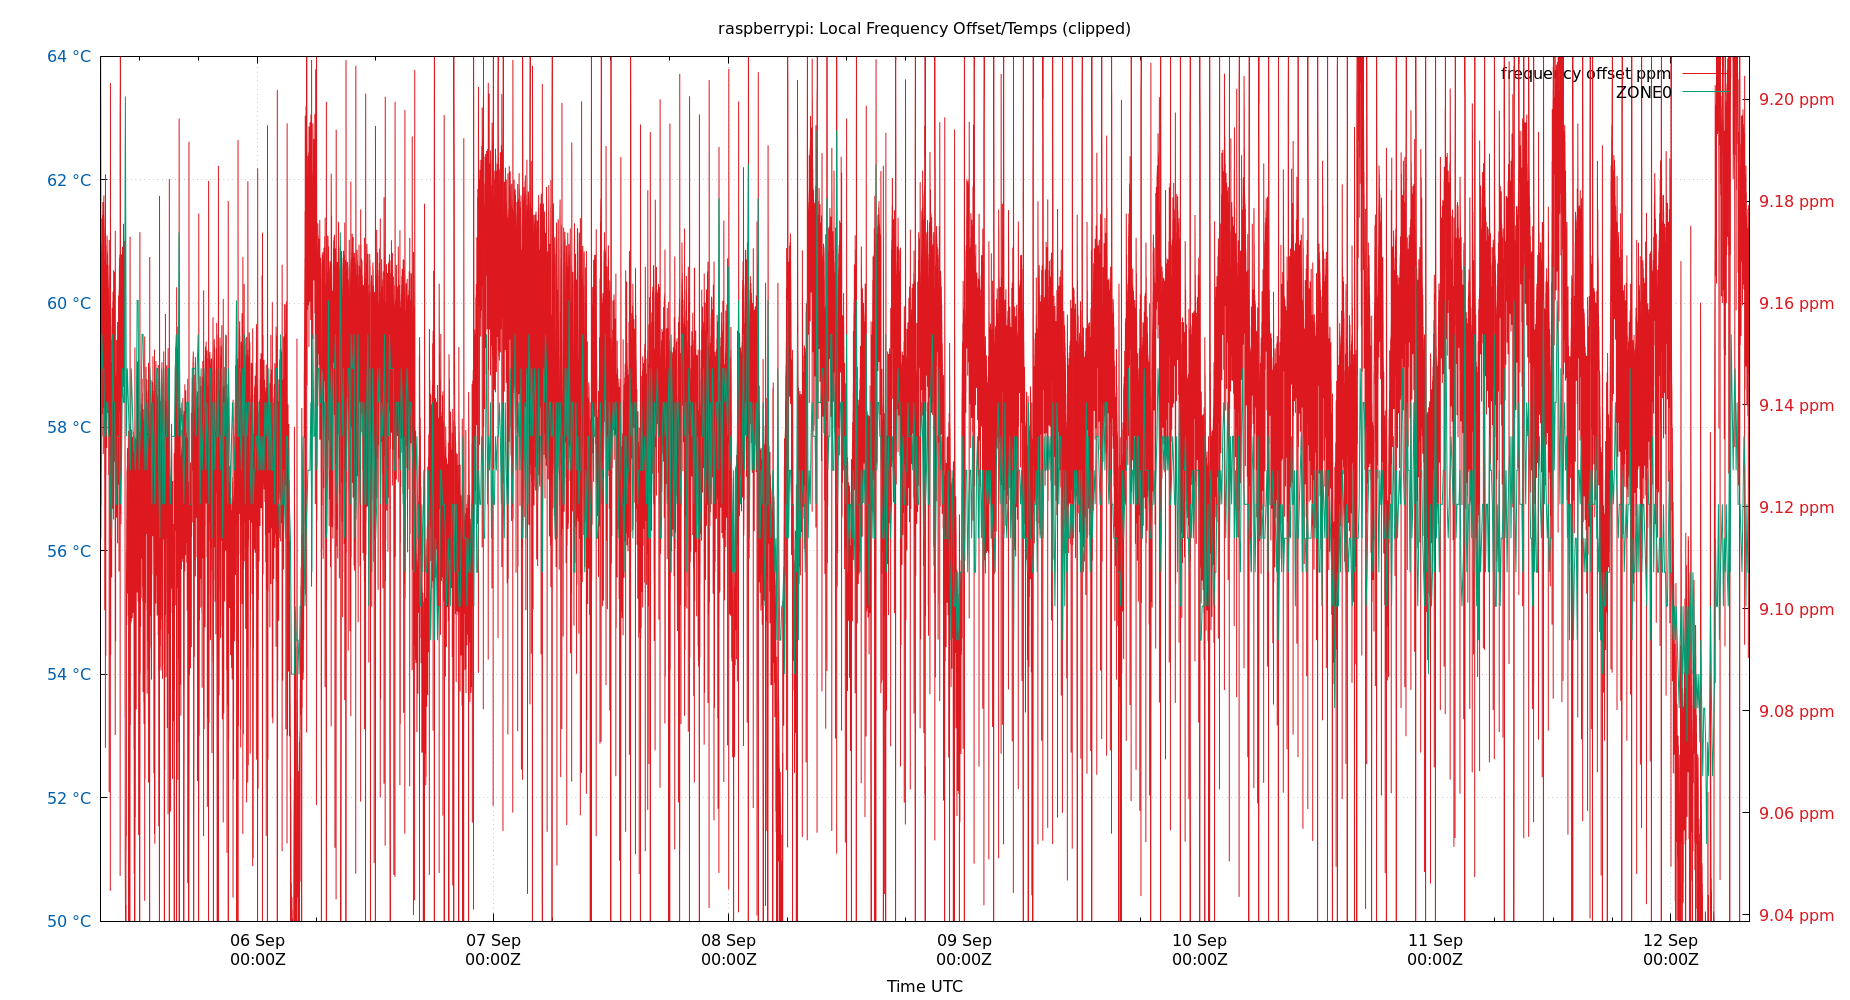 raspberrypi: Local Frequency Offset/Temps (clipped)
64 °C
62 °C
60 °C
58 °C
56 °C
54 °C
52 °C
50 °C
frequency offset ppm
ZONE0
9.20 ppm
9.18 ppm
9.16 ppm
9.14 ppm
9.12 ppm
9.10 ppm
9.08 ppm
9.06 ppm
9.04 ppm
06 Sep
00:00Z
07 Sep
00:00Z
08 Sep
00:00Z
09 Sep
00:00Z
10 Sep
00:00Z
11 Sep
00:00Z
12 Sep
00:00Z
Time UTC